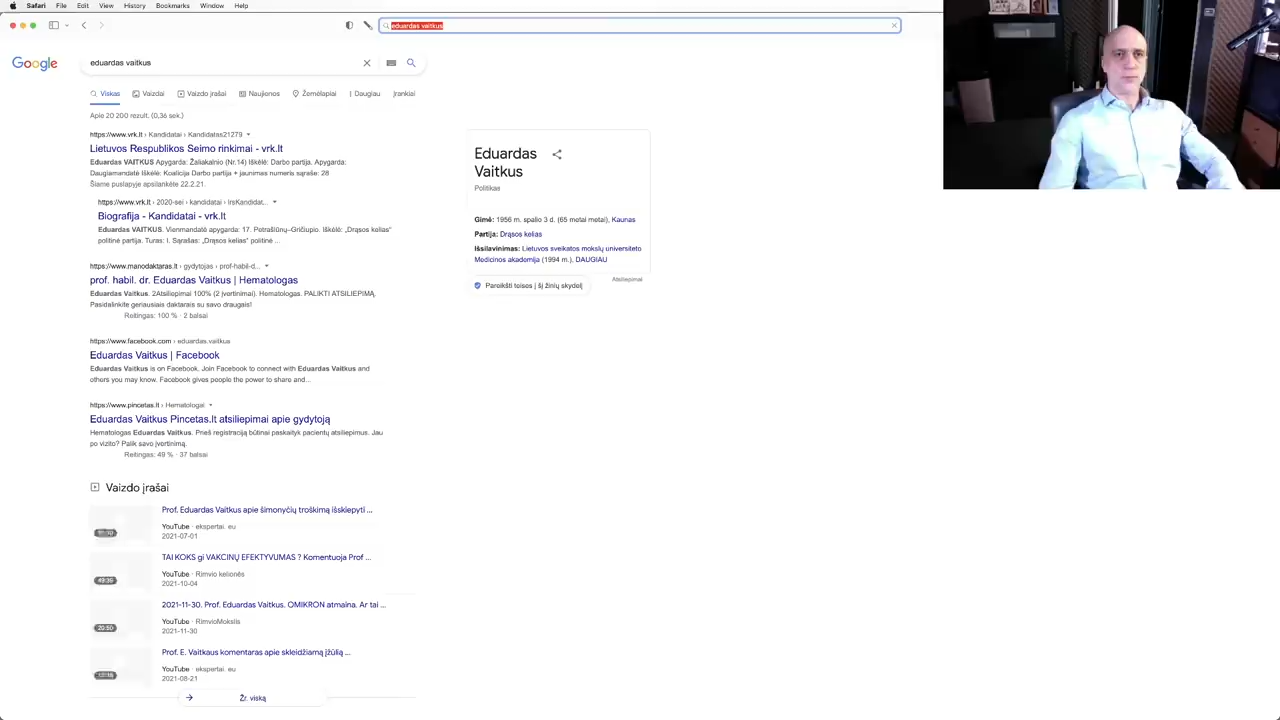 Safari File Edit View History Bookmarks Window Help
eduardas vaitkus
Google
eduardas vaitkus
Viskas Vaizdai Vaizdo įrašai Naujienos Žemėlapiai Daugiau Įrankiai
Apie 20 200 rezult. (0,36 sek.)
https://www.vrk.lt › Kandidatai › Kandidatas21279
Lietuvos Respublikos Seimo rinkimai - vrk.lt
Eduardas VAITKUS Apygarda: Žaliakalnio (Nr.14) Iškėlė: Darbo partija. Apygarda:
Daugiamandatė Iškėlė: Koalicija Darbo partija + jaunimas numeris sąraše: 28
Šiame puslapyje apsilankėte 22.2.21.
https://www.vrk.lt › 2020-sei › kandidatai › lrsKandidat...
Biografija - Kandidatai - vrk.lt
Eduardas VAITKUS. Vienmandatė apygarda: 17. Petrašiūnų–Gričiupio. Iškėlė: „Drąsos kelias“
politinė partija. Turas: I. Sąrašas: „Drąsos kelias“ politinė ...
https://www.manodaktaras.lt › gydytojas › prof-habil-d...
prof. habil. dr. Eduardas Vaitkus | Hematologas
Eduardas Vaitkus. 2Atsiliepimai 100% (2 įvertinimai). Hematologas. PALIKTI ATSILIEPIMĄ.
Pasidalinkite geriausiais daktarais su savo draugais!
Reitingas: 100 % · 2 balsai
https://www.facebook.com › eduardas.vaitkus
Eduardas Vaitkus | Facebook
Eduardas Vaitkus is on Facebook. Join Facebook to connect with Eduardas Vaitkus and
others you may know. Facebook gives people the power to share and...
https://www.pincetas.lt › Hematologai
Eduardas Vaitkus Pincetas.lt atsiliepimai apie gydytoją
Hematologas Eduardas Vaitkus. Prieš registraciją būtinai paskaityk pacientų atsiliepimus. Jau
po vizito? Palik savo įvertinimą.
Reitingas: 49 % · 37 balsai
Vaizdo įrašai
Prof. Eduardas Vaitkus apie šimonyčių troškimą išskiepyti ...
YouTube · ekspertai. eu
2021-07-01
TAI KOKS gi VAKCINŲ EFEKTYVUMAS ? Komentuoja Prof ...
49:35
YouTube · Rimvio kelionės
2021-10-04
2021-11-30. Prof. Eduardas Vaitkus. OMIKRON atmaina. Ar tai ...
20:50
YouTube · RimvioMokslis
2021-11-30
Prof. E. Vaitkaus komentaras apie skleidžiamą įžūlią ...
YouTube · ekspertai. eu
2021-08-21
Žr. viską
Eduardas
Vaitkus
Politikas
Gimė: 1956 m. spalio 3 d. (65 metai metai), Kaunas
Partija: Drąsos kelias
Išsilavinimas: Lietuvos sveikatos mokslų universiteto
Medicinos akademija (1994 m.), DAUGIAU
Atsiliepimai
Pareikšti teises į šį žinių skydelį